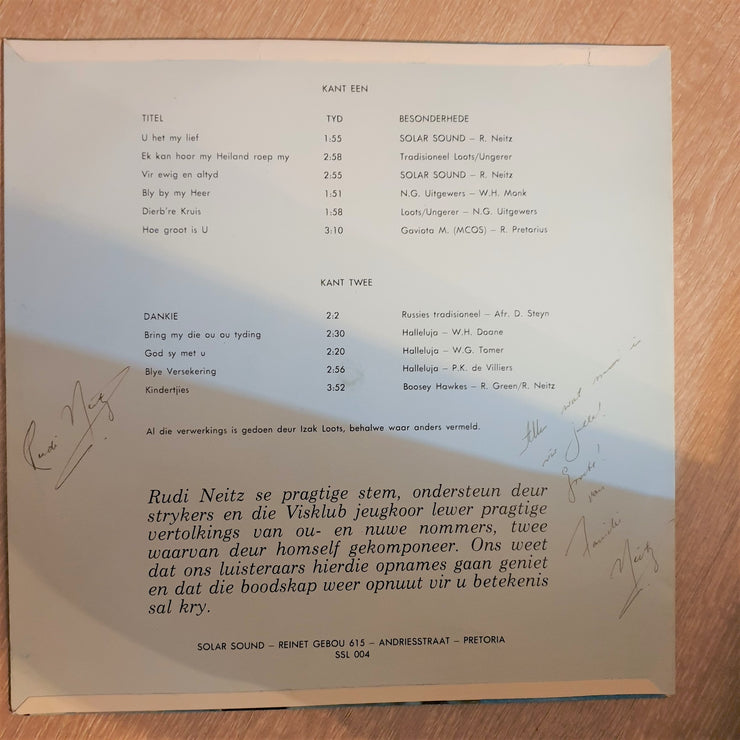 KANT EEN
TITEL TYD BESONDERHEDE
U het my lief 1:55 SOLAR SOUND – R. Neitz
Ek kan hoor my Heiland roep my 2:58 Tradisioneel Loots/Ungerer
Vir ewig en altyd 2:55 SOLAR SOUND – R. Neitz
Bly by my Heer 1:51 N.G. Uitgewers – W.H. Monk
Dierb're Kruis 1:58 Loots/Ungerer – N.G. Uitgewers
Hoe groot is U 3:10 Gaviota M. (MCOS) – R. Pretorius
KANT TWEE
DANKIE 2:2 Russies tradisioneel – Afr. D. Steyn
Bring my die ou ou tyding 2:30 Halleluja – W.H. Doane
God sy met u 2:20 Halleluja – W.G. Tomer
Blye Versekering 2:56 Halleluja – P.K. de Villiers
Kindertjies 3:52 Boosey Hawkes – R. Green/R. Neitz
Al die verwerkings is gedoen deur Izak Loots, behalwe waar anders vermeld.
Rudi Neitz
vir julle!
Groete!
van
Familie
Neitz
Rudi Neitz se pragtige stem, ondersteun deur
strykers en die Visklub jeugkoor lewer pragtige
vertolkings van ou- en nuwe nommers, twee
waarvan deur homself gekomponeer. Ons weet
dat ons luisteraars hierdie opnames gaan geniet
en dat die boodskap weer opnuut vir u betekenis
sal kry.
SOLAR SOUND – REINET GEBOU 615 – ANDRIESSTRAAT – PRETORIA
SSL 004